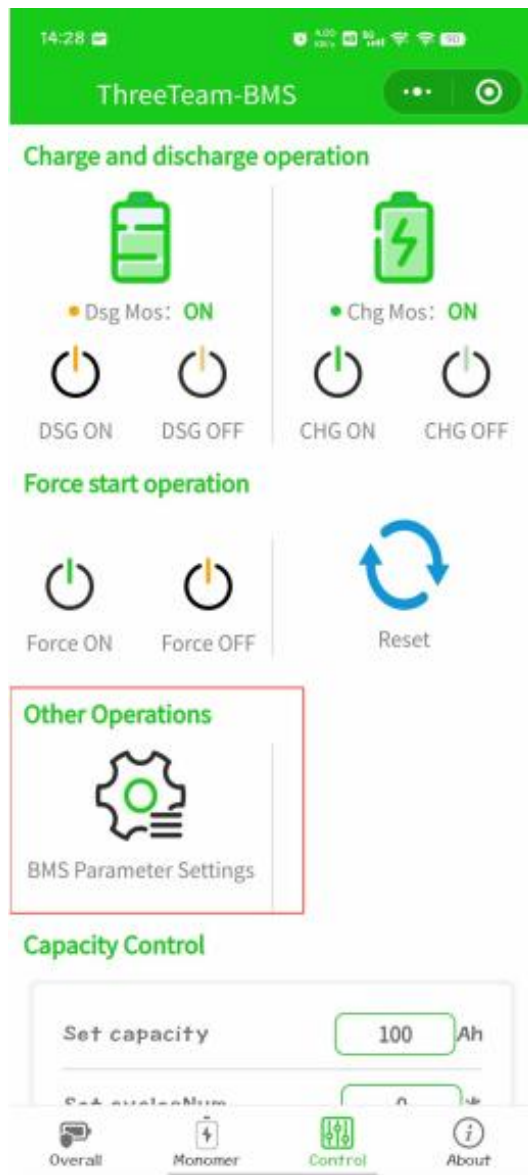 14:28
ThreeTeam-BMS
Charge and discharge operation
Dsg Mos: ON
Chg Mos: ON
DSG ON
DSG OFF
CHG ON
CHG OFF
Force start operation
Force ON
Force OFF
Reset
Other Operations
BMS Parameter Settings
Capacity Control
Set capacity
100
Ah
Overall
Monomer
Control
About